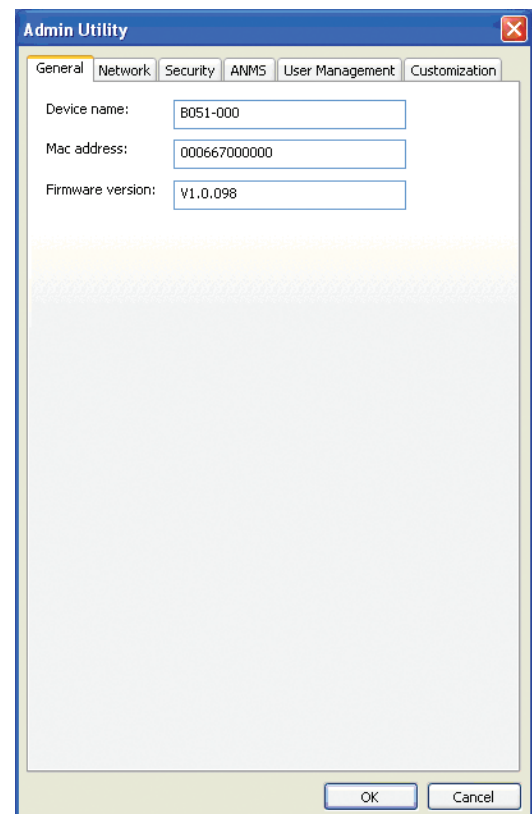 Admin Utility
General Network Security ANMS User Management Customization
Device name: B051-000
Mac address: 000667000000
Firmware version: V1.0.098
OK Cancel